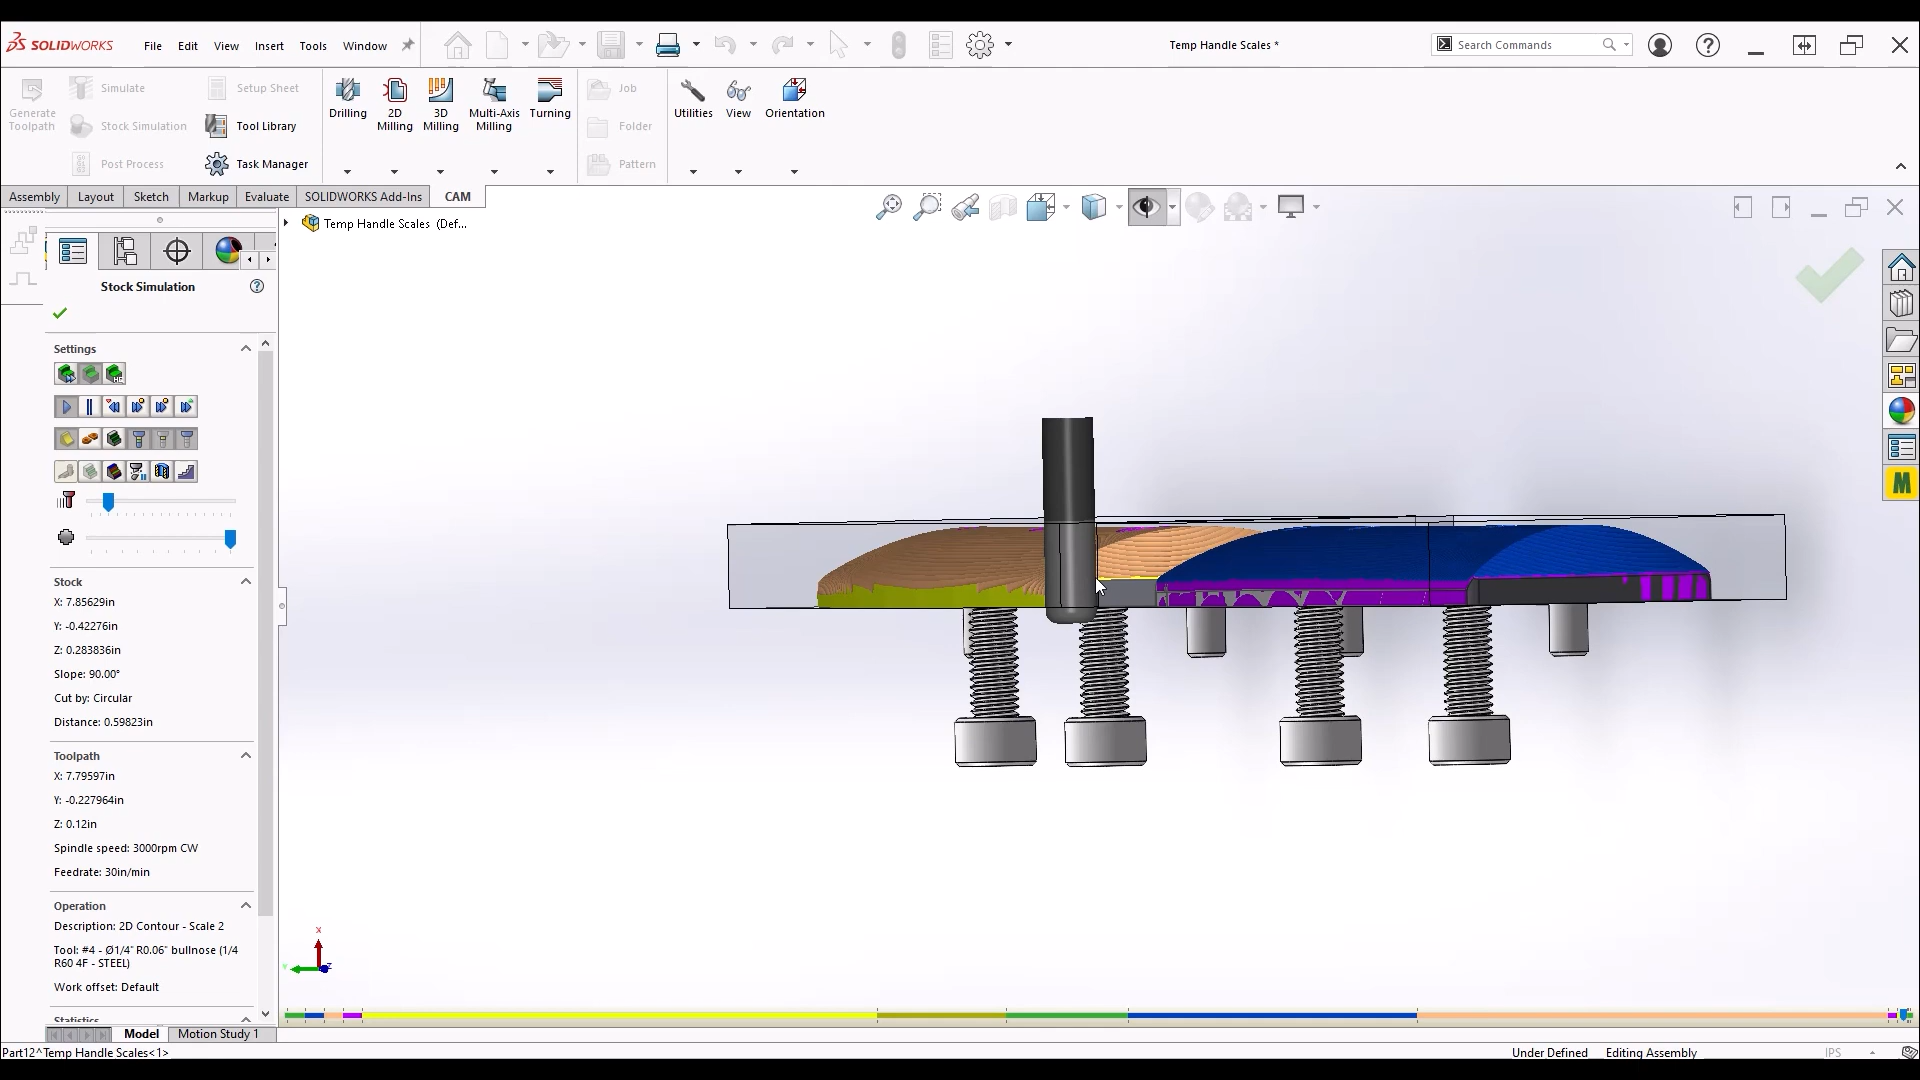 SOLIDWORKS
File Edit View Insert Tools Window
Temp Handle Scales *
Search Commands
Generate Toolpath
Simulate
Stock Simulation
Post Process
Setup Sheet
Tool Library
Task Manager
Drilling
2D Milling
3D Milling
Multi-Axis Milling
Turning
Job
Folder
Pattern
Utilities
View
Orientation
Assembly Layout Sketch Markup Evaluate SOLIDWORKS Add-Ins CAM
Temp Handle Scales (Def...
Stock Simulation
Settings
Stock
X: 7.85629in
Y: -0.42276in
Z: 0.283836in
Slope: 90.00°
Cut by: Circular
Distance: 0.59823in
Toolpath
X: 7.79597in
Y: -0.227964in
Z: 0.12in
Spindle speed: 3000rpm CW
Feedrate: 30in/min
Operation
Description: 2D Contour - Scale 2
Tool: #4 - Ø1/4" R0.06" bullnose (1/4
R60 4F - STEEL)
Work offset: Default
Statistics
Model Motion Study 1
Part12^Temp Handle Scales<1>
Under Defined Editing Assembly IPS